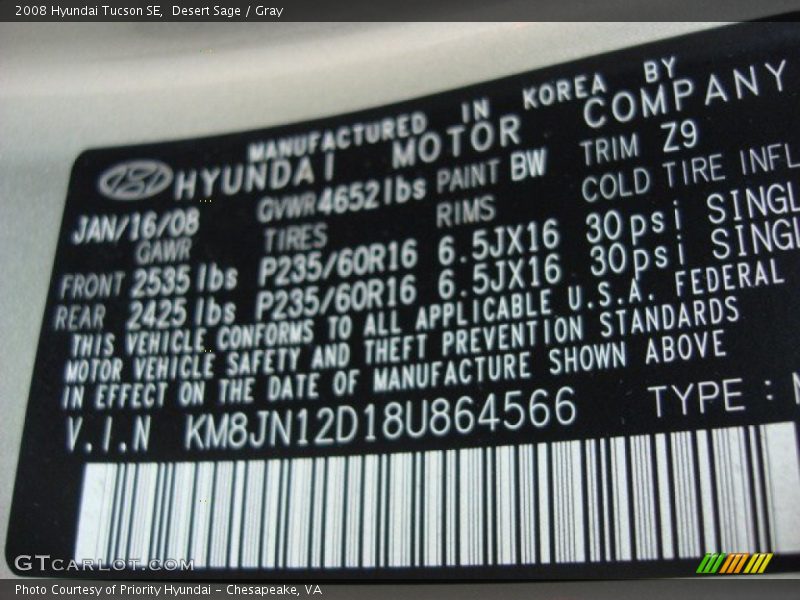 2008 Hyundai Tucson SE,  Desert Sage / Gray
MANUFACTURED IN KOREA BY
HYUNDAI MOTOR COMPANY
JAN/16/08 GVWR 4652 lbs PAINT BW TRIM Z9
GAWR TIRES RIMS COLD TIRE INFL
FRONT 2535 lbs P235/60R16 6.5JX16 30 psi SINGL
REAR 2425 lbs P235/60R16 6.5JX16 30 psi SINGL
THIS VEHICLE CONFORMS TO ALL APPLICABLE U.S.A. FEDERAL
MOTOR VEHICLE SAFETY AND THEFT PREVENTION STANDARDS
IN EFFECT ON THE DATE OF MANUFACTURE SHOWN ABOVE
V.I.N KM8JN12D18U864566 TYPE :
GTCARLOT.COM
Photo Courtesy of Priority Hyundai - Chesapeake, VA